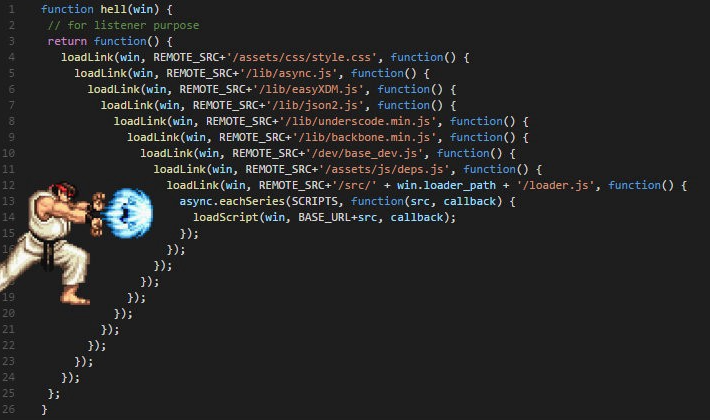 1 function hell(win) {
2 // for listener purpose
3 return function() {
4 loadLink(win, REMOTE_SRC+'/assets/css/style.css', function() {
5 loadLink(win, REMOTE_SRC+'/lib/async.js', function() {
6 loadLink(win, REMOTE_SRC+'/lib/easyXDM.js', function() {
7 loadLink(win, REMOTE_SRC+'/lib/json2.js', function() {
8 loadLink(win, REMOTE_SRC+'/lib/underscode.min.js', function() {
9 loadLink(win, REMOTE_SRC+'/lib/backbone.min.js', function() {
10 loadLink(win, REMOTE_SRC+'/dev/base_dev.js', function() {
11 loadLink(win, REMOTE_SRC+'/assets/js/deps.js', function() {
12 loadLink(win, REMOTE_SRC+'/src/' + win.loader_path + '/loader.js', function() {
13 async.eachSeries(SCRIPTS, function(src, callback) {
14 loadScript(win, BASE_URL+src, callback);
15 });
16 });
});
});
19 });
20 });
21 });
22 });
23 });
24 });
25 };
26 }